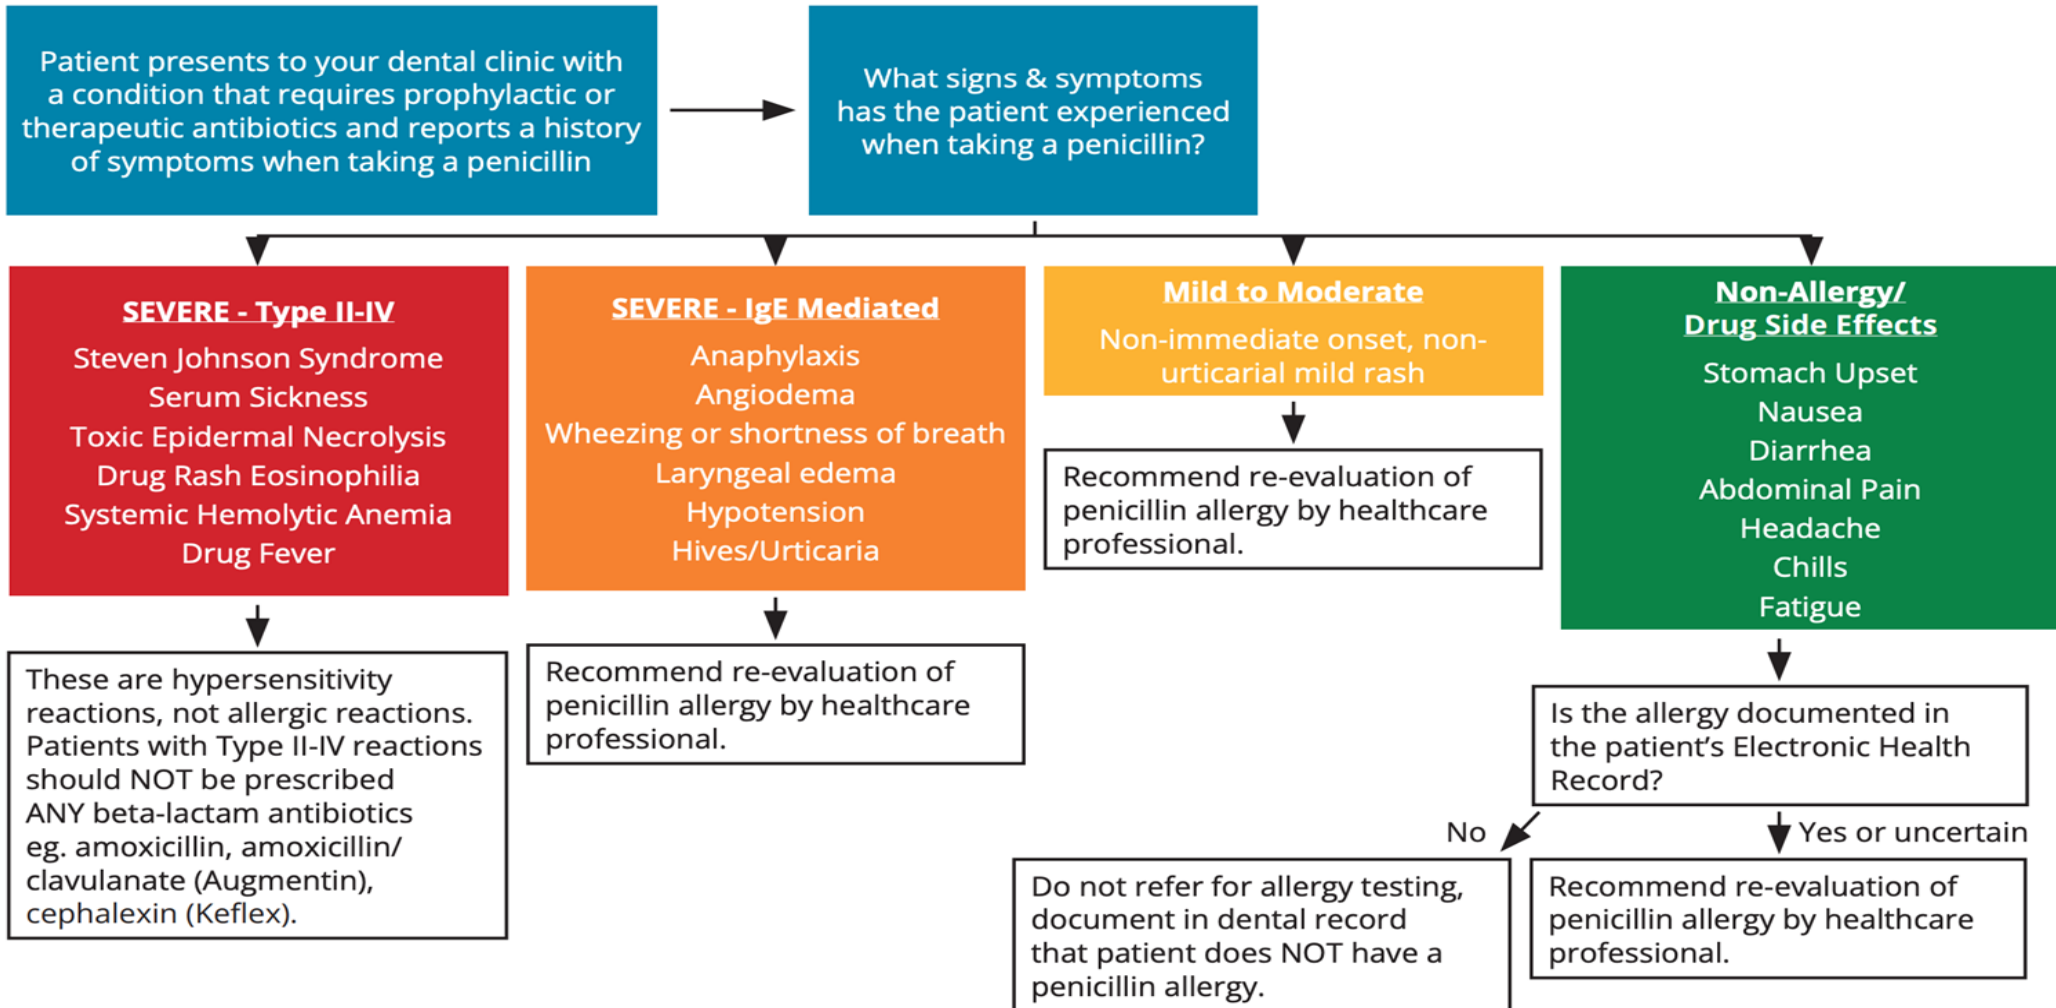 Patient presents to your dental clinic with
a condition that requires prophylactic or
therapeutic antibiotics and reports a history
of symptoms when taking a penicillin
What signs & symptoms
has the patient experienced
when taking a penicillin?
SEVERE - Type II-IV
Steven Johnson Syndrome
Serum Sickness
Toxic Epidermal Necrolysis
Drug Rash Eosinophilia
Systemic Hemolytic Anemia
Drug Fever
These are hypersensitivity
reactions, not allergic reactions.
Patients with Type II-IV reactions
should NOT be prescribed
ANY beta-lactam antibiotics
eg. amoxicillin, amoxicillin/
clavulanate (Augmentin),
cephalexin (Keflex).
SEVERE - IgE Mediated
Anaphylaxis
Angiodema
Wheezing or shortness of breath
Laryngeal edema
Hypotension
Hives/Urticaria
Recommend re-evaluation of
penicillin allergy by healthcare
professional.
Mild to Moderate
Non-immediate onset, non-
urticarial mild rash
Recommend re-evaluation of
penicillin allergy by healthcare
professional.
Non-Allergy/
Drug Side Effects
Stomach Upset
Nausea
Diarrhea
Abdominal Pain
Headache
Chills
Fatigue
Is the allergy documented in
the patient's Electronic Health
Record?
No
Yes or uncertain
Do not refer for allergy testing,
document in dental record
that patient does NOT have a
penicillin allergy.
Recommend re-evaluation of
penicillin allergy by healthcare
professional.